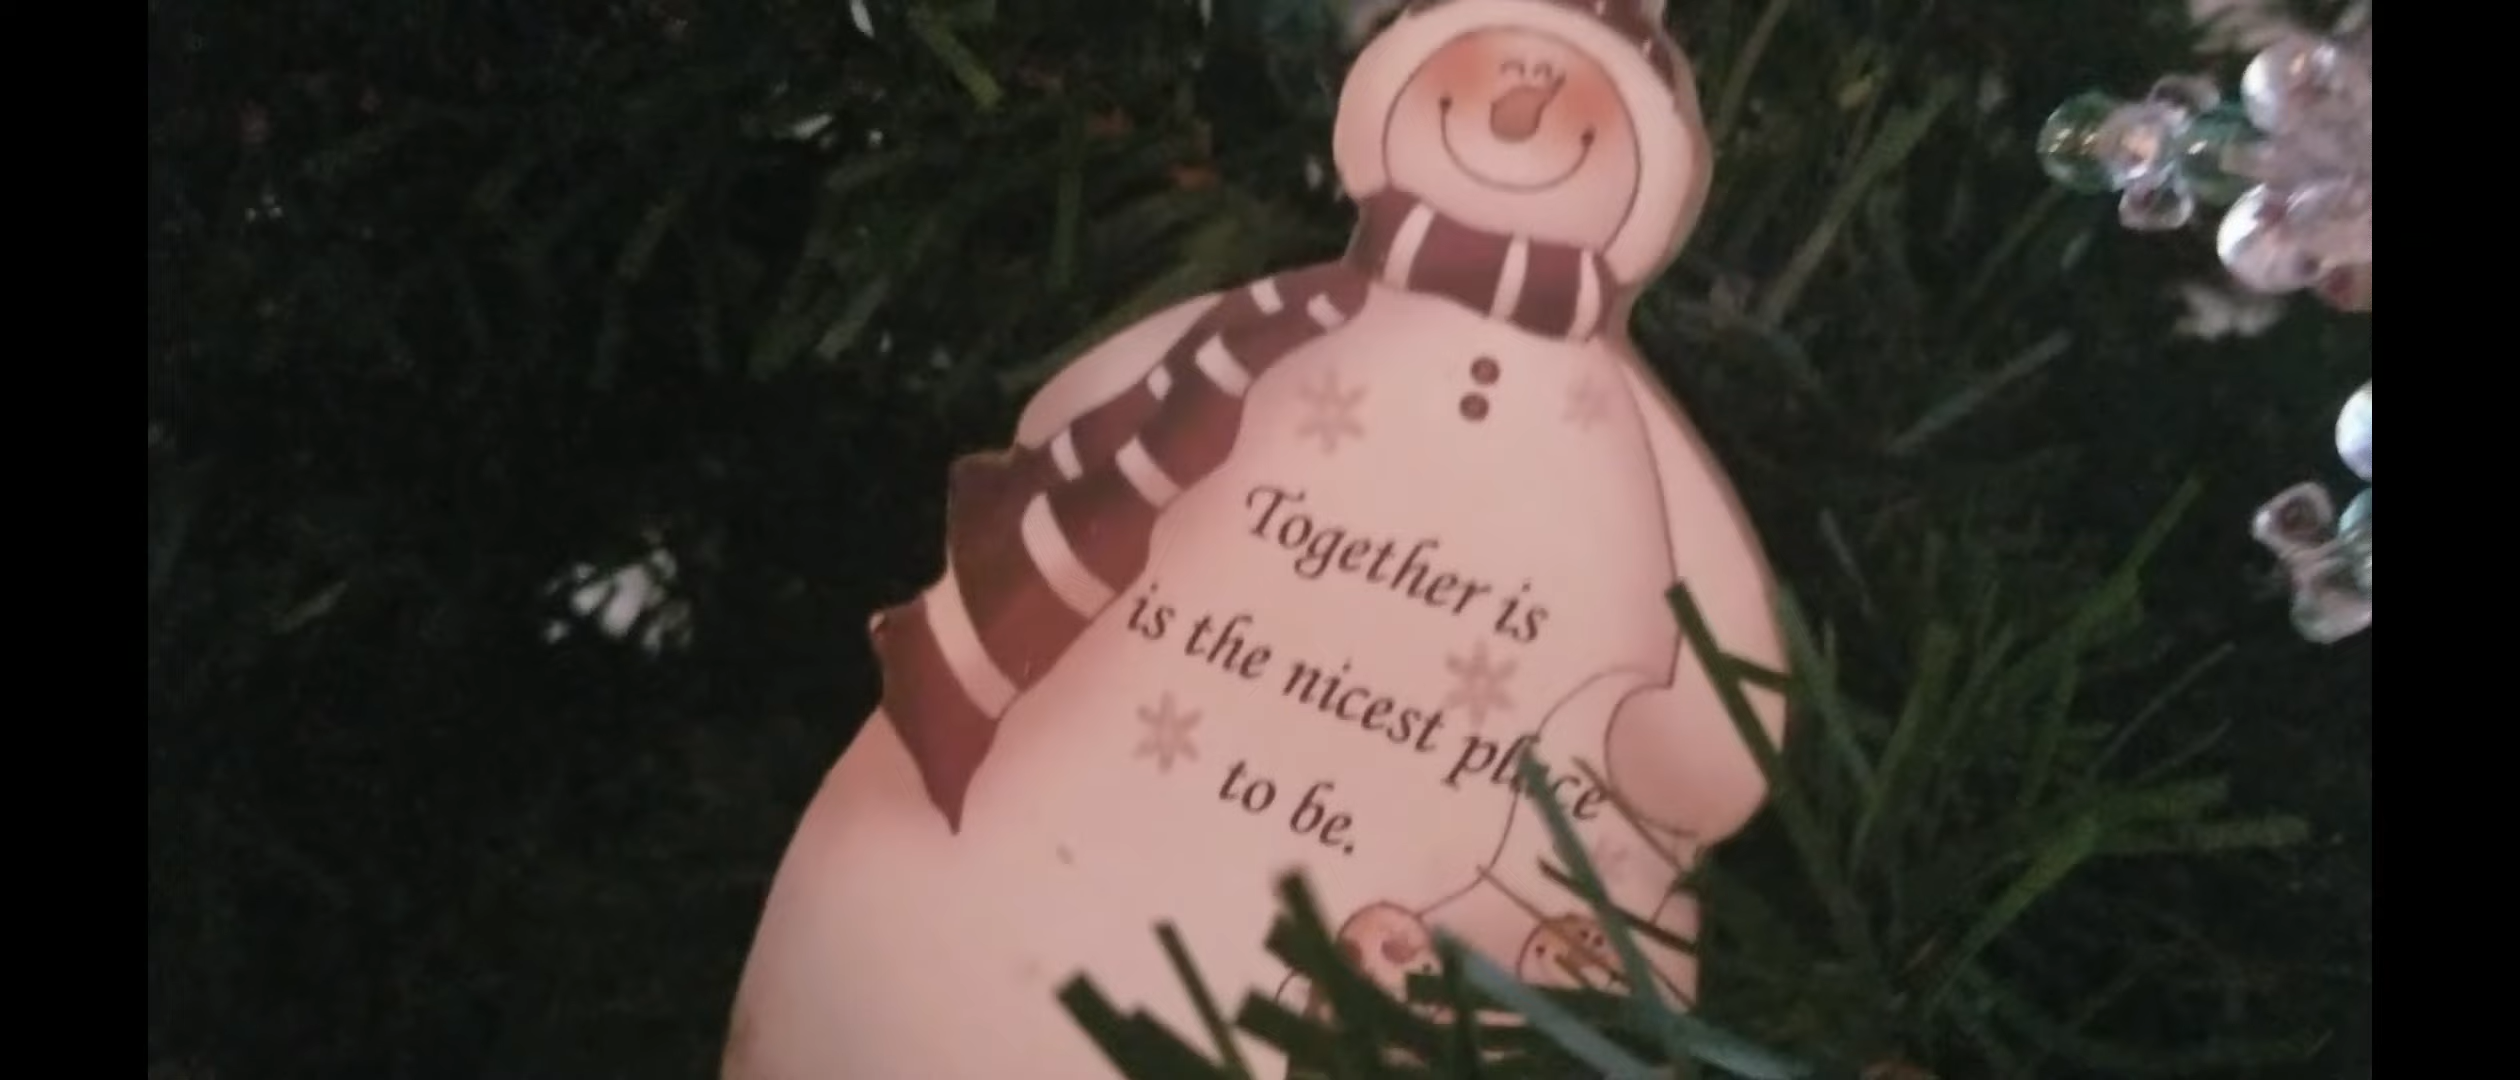 Together is
is the nicest place
to be.